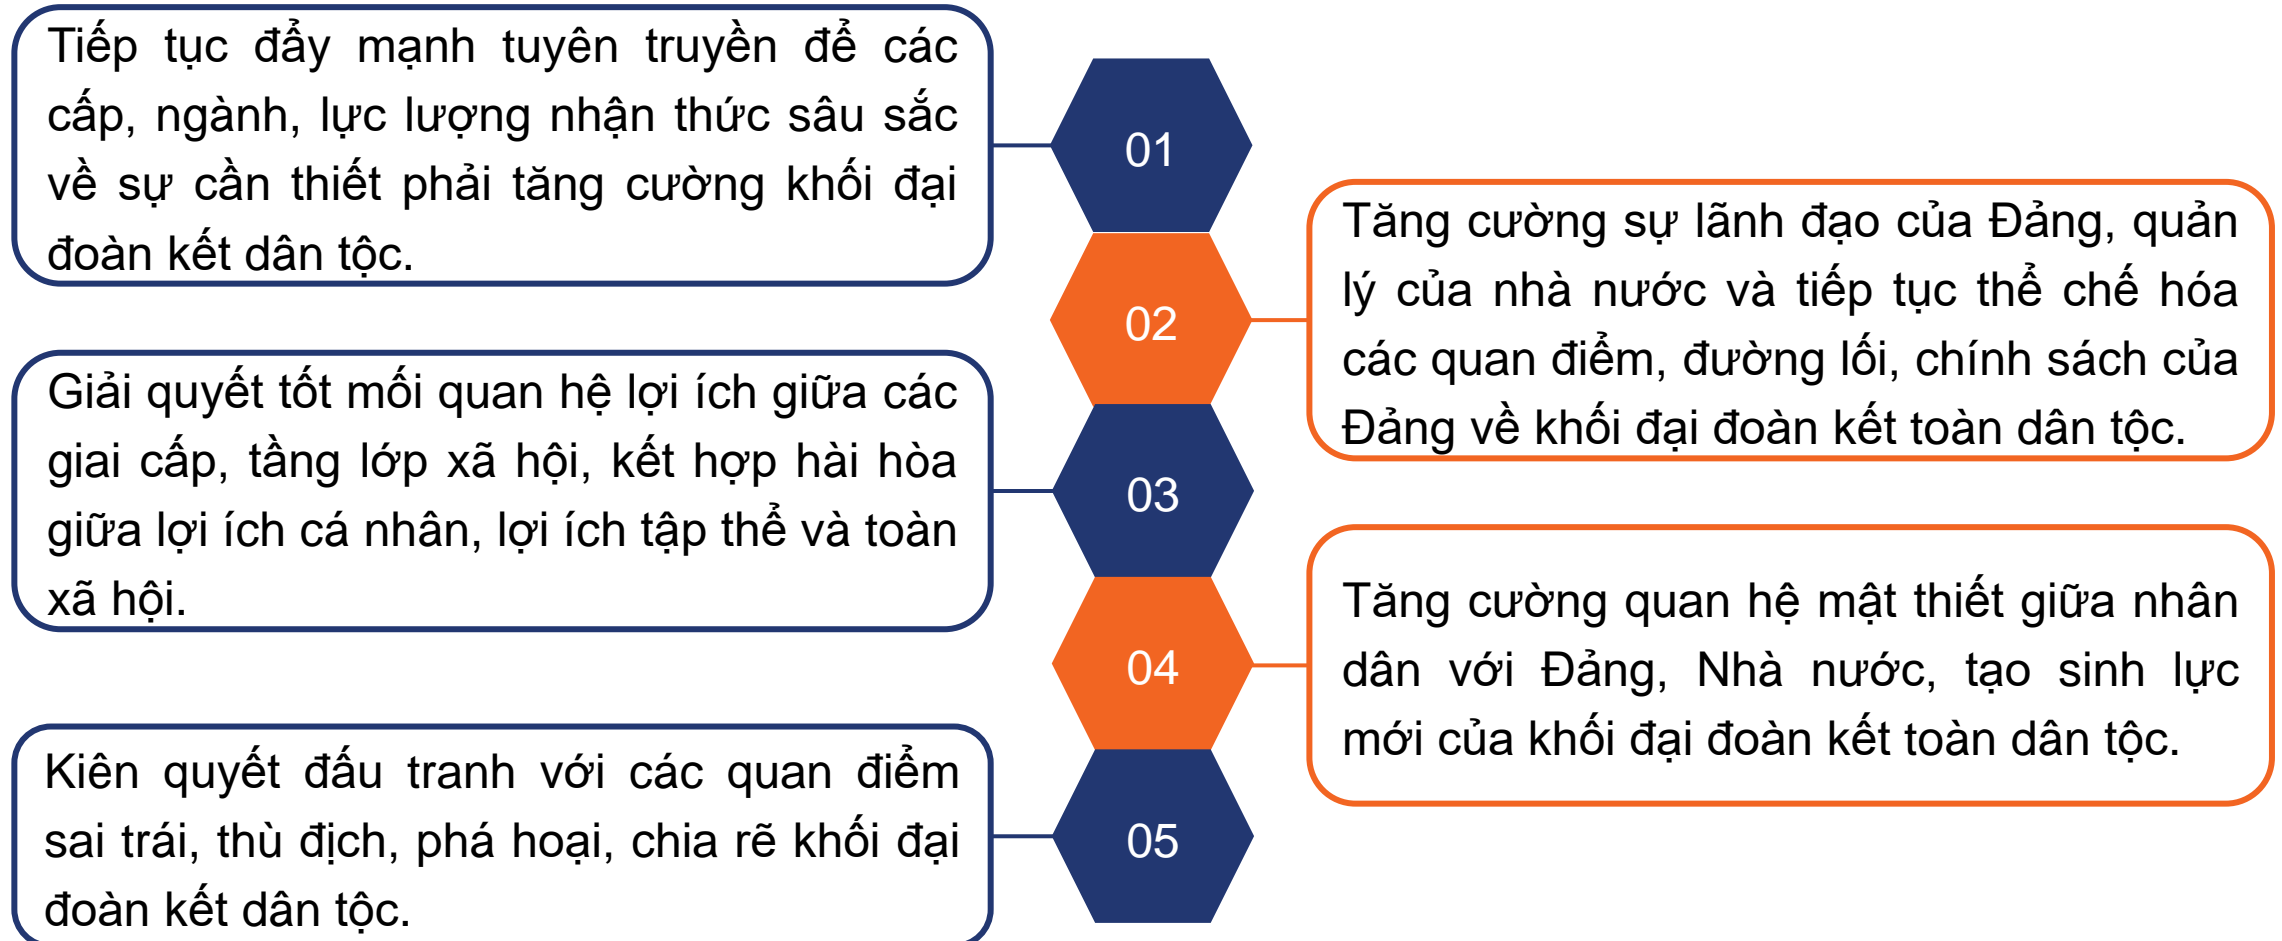 Tiếp tục đẩy mạnh tuyên truyền để các
cấp, ngành, lực lượng nhận thức sâu sắc
về sự cần thiết phải tăng cường khối đại
đoàn kết dân tộc.
01
Tăng cường sự lãnh đạo của Đảng, quản
lý của nhà nước và tiếp tục thể chế hóa
các quan điểm, đường lối, chính sách của
Đảng về khối đại đoàn kết toàn dân tộc.
02
Giải quyết tốt mối quan hệ lợi ích giữa các
giai cấp, tầng lớp xã hội, kết hợp hài hòa
giữa lợi ích cá nhân, lợi ích tập thể và toàn
xã hội.
03
Tăng cường quan hệ mật thiết giữa nhân
dân với Đảng, Nhà nước, tạo sinh lực
mới của khối đại đoàn kết toàn dân tộc.
04
Kiên quyết đấu tranh với các quan điểm
sai trái, thù địch, phá hoại, chia rẽ khối đại
đoàn kết dân tộc.
05